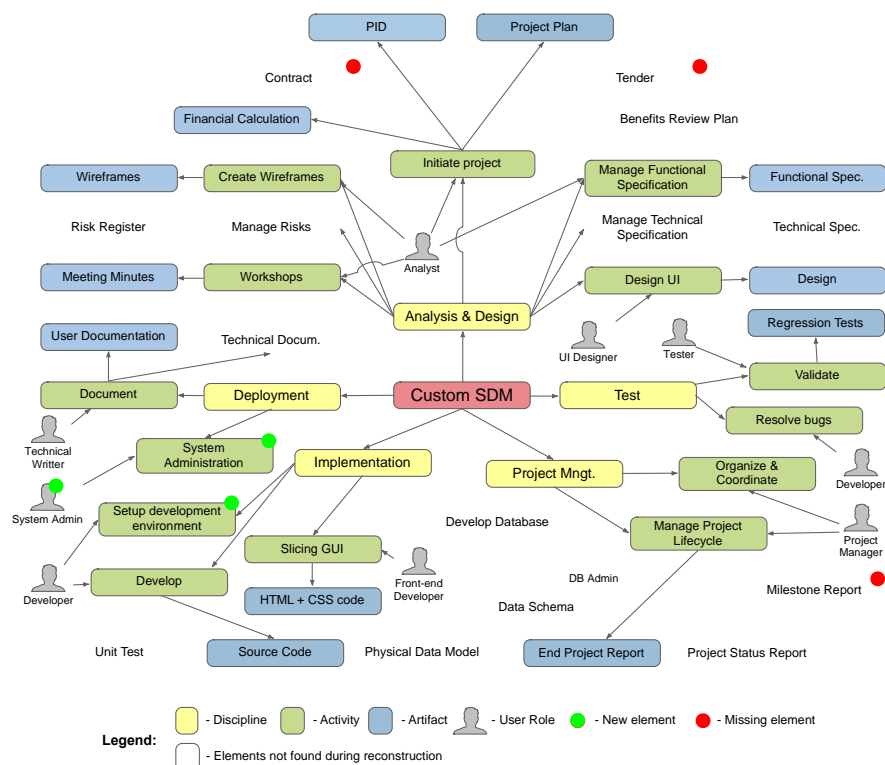 PID
Project Plan
Contract
Tender
Financial Calculation
Benefits Review Plan
Initiate project
Wireframes
Create Wireframes
Manage Functional
Specification
Functional Spec.
Risk Register
Manage Risks
Manage Technical
Specification
Technical Spec.
Analyst
Meeting Minutes
Workshops
Design UI
Design
Analysis & Design
User Documentation
Technical Docum.
UI Designer
Tester
Regression Tests
Document
Deployment
Custom SDM
Test
Validate
Technical
Writter
System
Administration
Implementation
Resolve bugs
Project Mngt.
Organize &
Coordinate
Developer
System Admin
Setup development
environment
Develop Database
Manage Project
Lifecycle
Project
Manager
Slicing GUI
Developer
Develop
Front-end
Developer
DB Admin
Milestone Report
HTML + CSS code
Data Schema
Unit Test
Source Code
Physical Data Model
End Project Report
Project Status Report
Legend:
- Discipline
- Activity
- Artifact
- User Role
- New element
- Missing element
- Elements not found during reconstruction